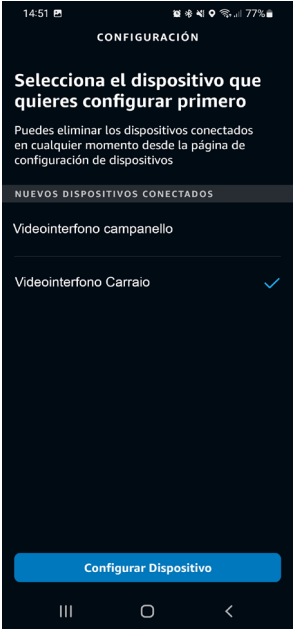 14:51 77%
CONFIGURACIÓN
Selecciona el dispositivo que
quieres configurar primero
Puedes eliminar los dispositivos conectados
en cualquier momento desde la página de
configuración de dispositivos
NUEVOS DISPOSITIVOS CONECTADOS
Videointerfono campanello
Videointerfono Carraio
Configurar Dispositivo